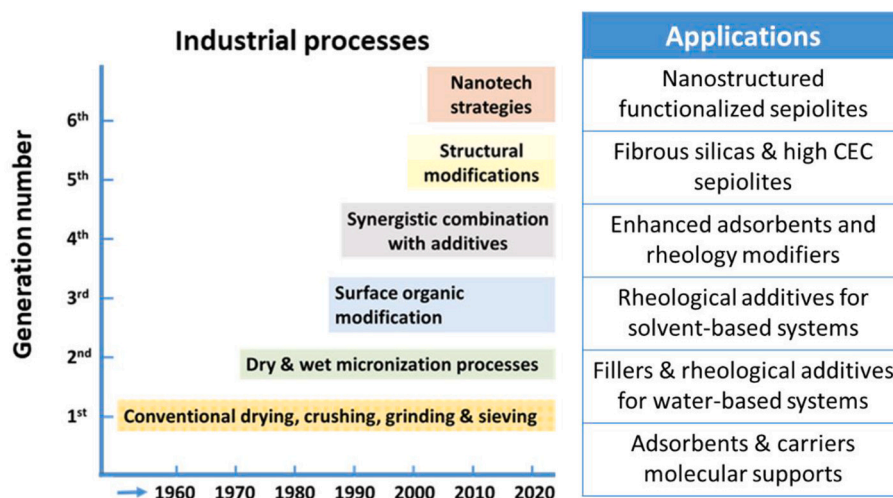 Industrial processes
Generation number
6th
5th
4th
3rd
2nd
1st
Nanotech
strategies
Structural
modifications
Synergistic combination
with additives
Surface organic
modification
Dry & wet micronization processes
Conventional drying, crushing, grinding & sieving
1960 1970 1980 1990 2000 2010 2020
Applications
Nanostructured
functionalized sepiolites
Fibrous silicas & high CEC
sepiolites
Enhanced adsorbents and
rheology modifiers
Rheological additives for
solvent-based systems
Fillers & rheological additives
for water-based systems
Adsorbents & carriers
molecular supports